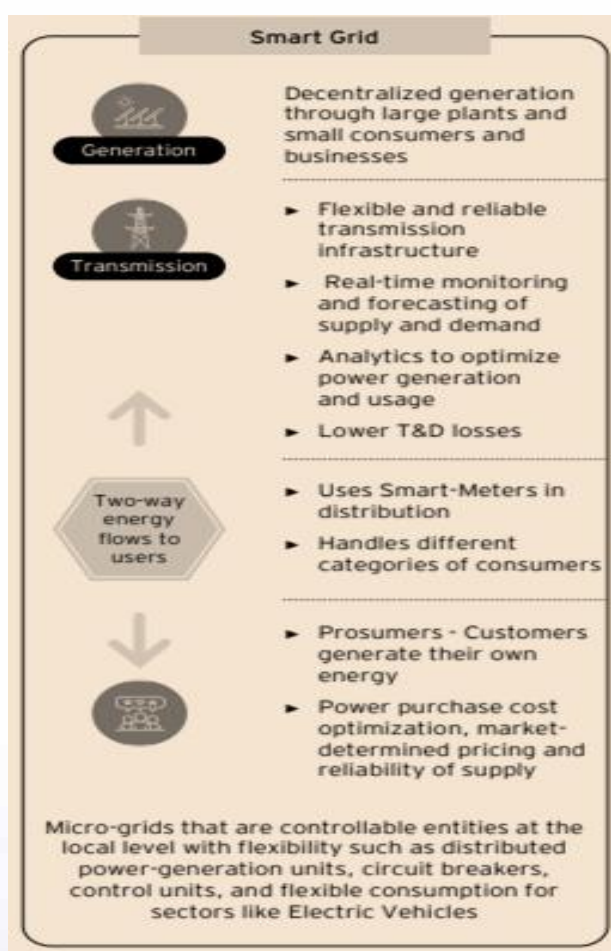 Smart Grid
Generation
Decentralized generation
through large plants and
small consumers and
businesses
Transmission
► Flexible and reliable
transmission
infrastructure
► Real-time monitoring
and forecasting of
supply and demand
► Analytics to optimize
power generation
and usage
► Lower T&D losses
Two-way
energy
flows to
users
► Uses Smart-Meters in
distribution
► Handles different
categories of consumers
► Prosumers - Customers
generate their own
energy
► Power purchase cost
optimization, market-
determined pricing and
reliability of supply
Micro-grids that are controllable entities at the
local level with flexibility such as distributed
power-generation units, circuit breakers,
control units, and flexible consumption for
sectors like Electric Vehicles